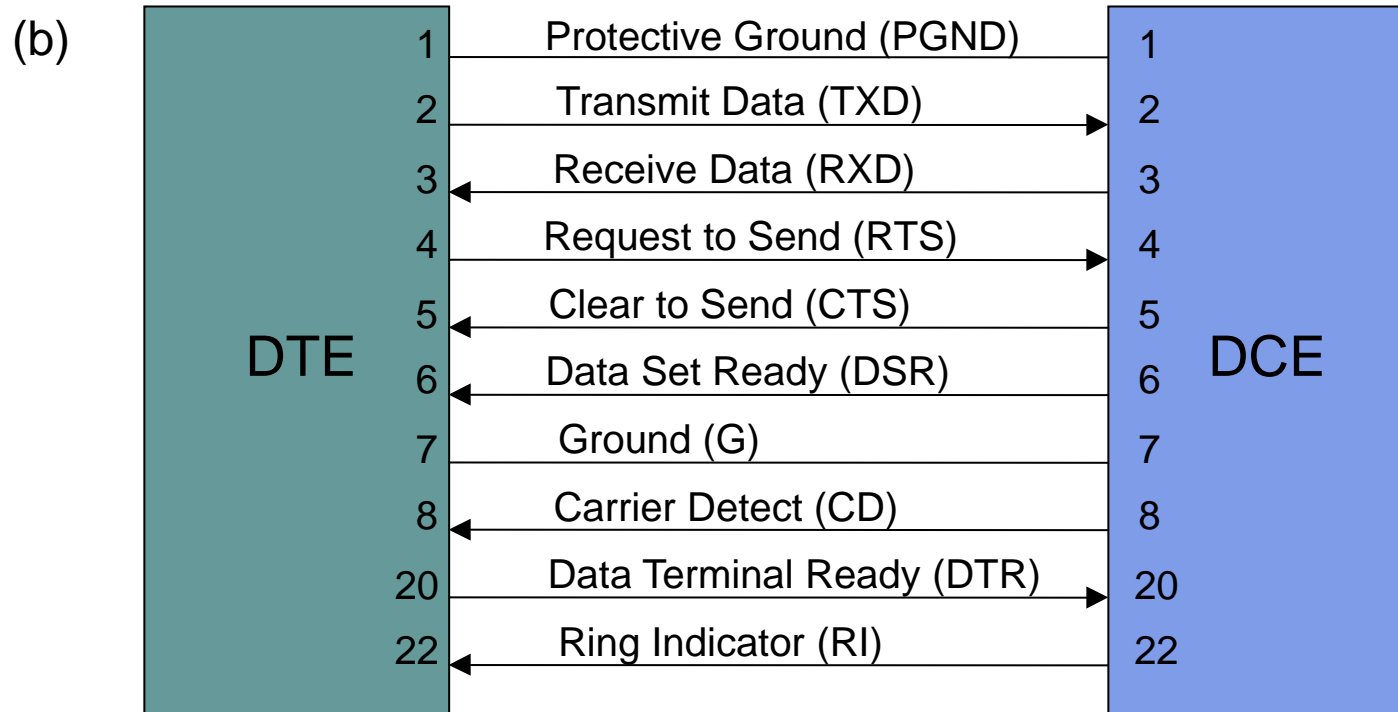 (b)
1 Protective Ground (PGND) 1
2 Transmit Data (TXD) 2
3 Receive Data (RXD) 3
4 Request to Send (RTS) 4
5 Clear to Send (CTS) 5
DTE DCE
6 Data Set Ready (DSR) 6
7 Ground (G) 7
8 Carrier Detect (CD) 8
20 Data Terminal Ready (DTR) 20
22 Ring Indicator (RI) 22